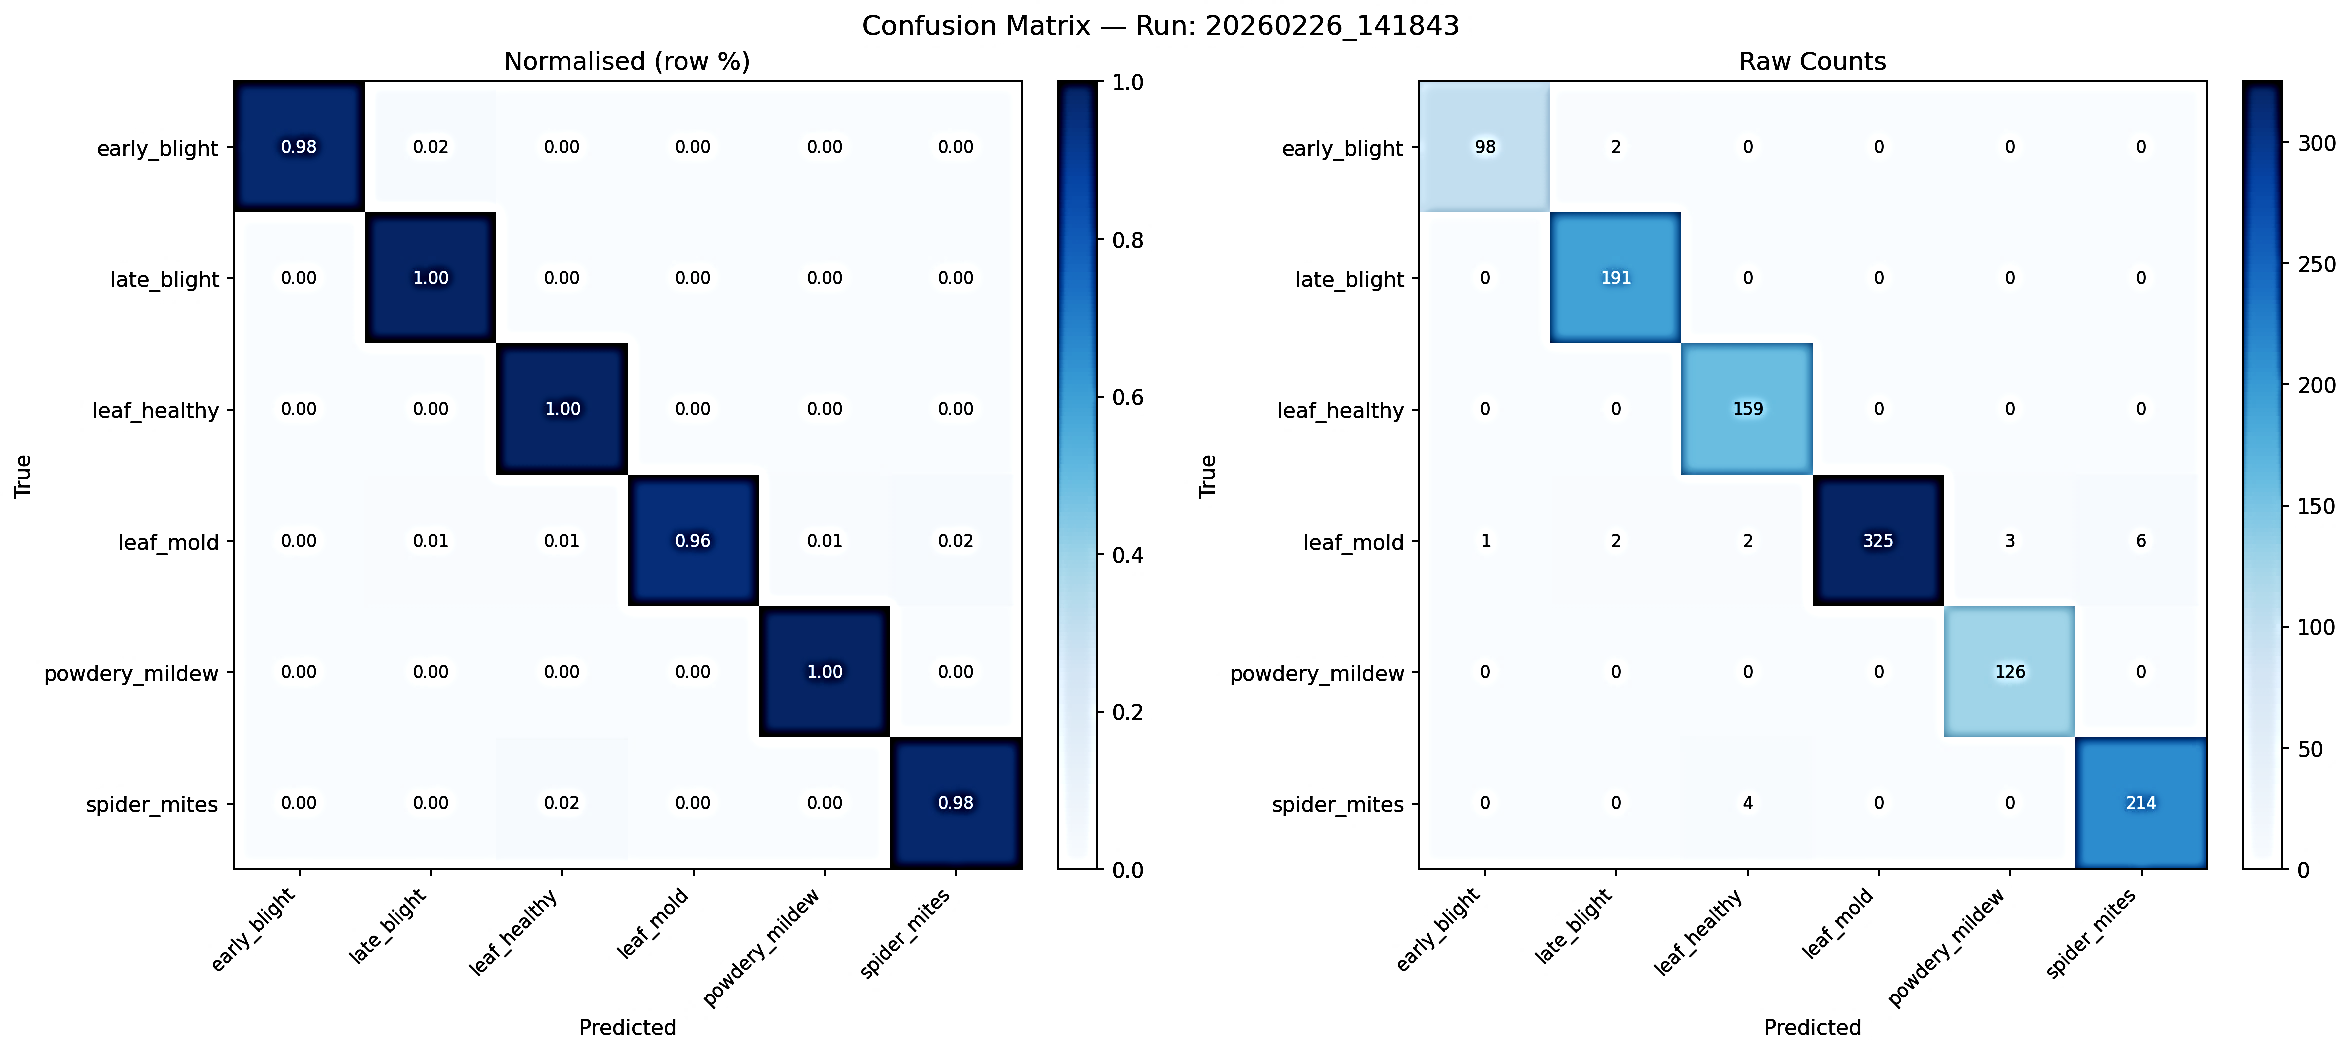 Confusion Matrix — Run: 20260226_141843
Normalised (row %)
True
early_blight 0.98 0.02 0.00 0.00 0.00 0.00
late_blight 0.00 1.00 0.00 0.00 0.00 0.00
leaf_healthy 0.00 0.00 1.00 0.00 0.00 0.00
leaf_mold 0.00 0.01 0.01 0.96 0.01 0.02
powdery_mildew 0.00 0.00 0.00 0.00 1.00 0.00
spider_mites 0.00 0.00 0.02 0.00 0.00 0.98
early_blight late_blight leaf_healthy leaf_mold powdery_mildew spider_mites
Predicted
1.0
0.8
0.6
0.4
0.2
0.0
Raw Counts
True
early_blight 98 2 0 0 0 0
late_blight 0 191 0 0 0 0
leaf_healthy 0 0 159 0 0 0
leaf_mold 1 2 2 325 3 6
powdery_mildew 0 0 0 0 126 0
spider_mites 0 0 4 0 0 214
early_blight late_blight leaf_healthy leaf_mold powdery_mildew spider_mites
Predicted
300
250
200
150
100
50
0